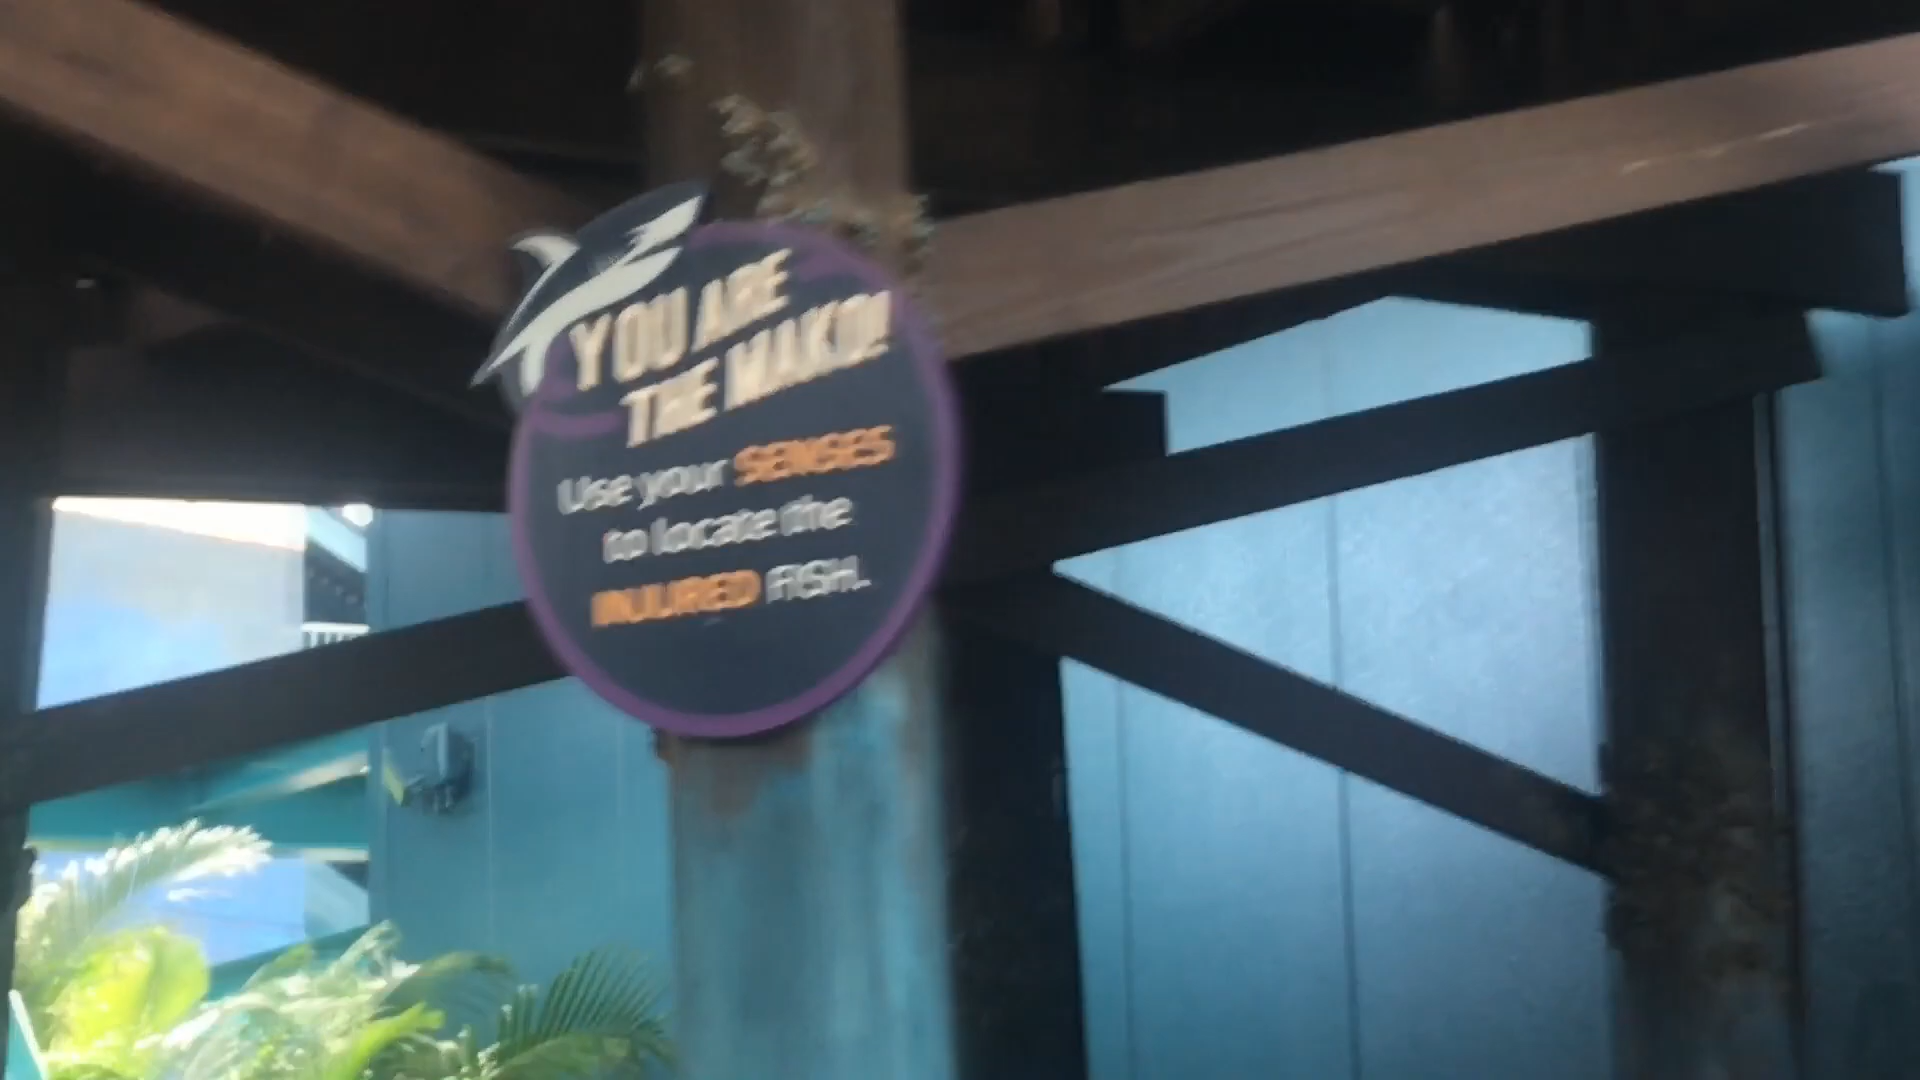 YOU ARE
THE MAKO!
Use your SENSES
to locate the
INJURED FISH.